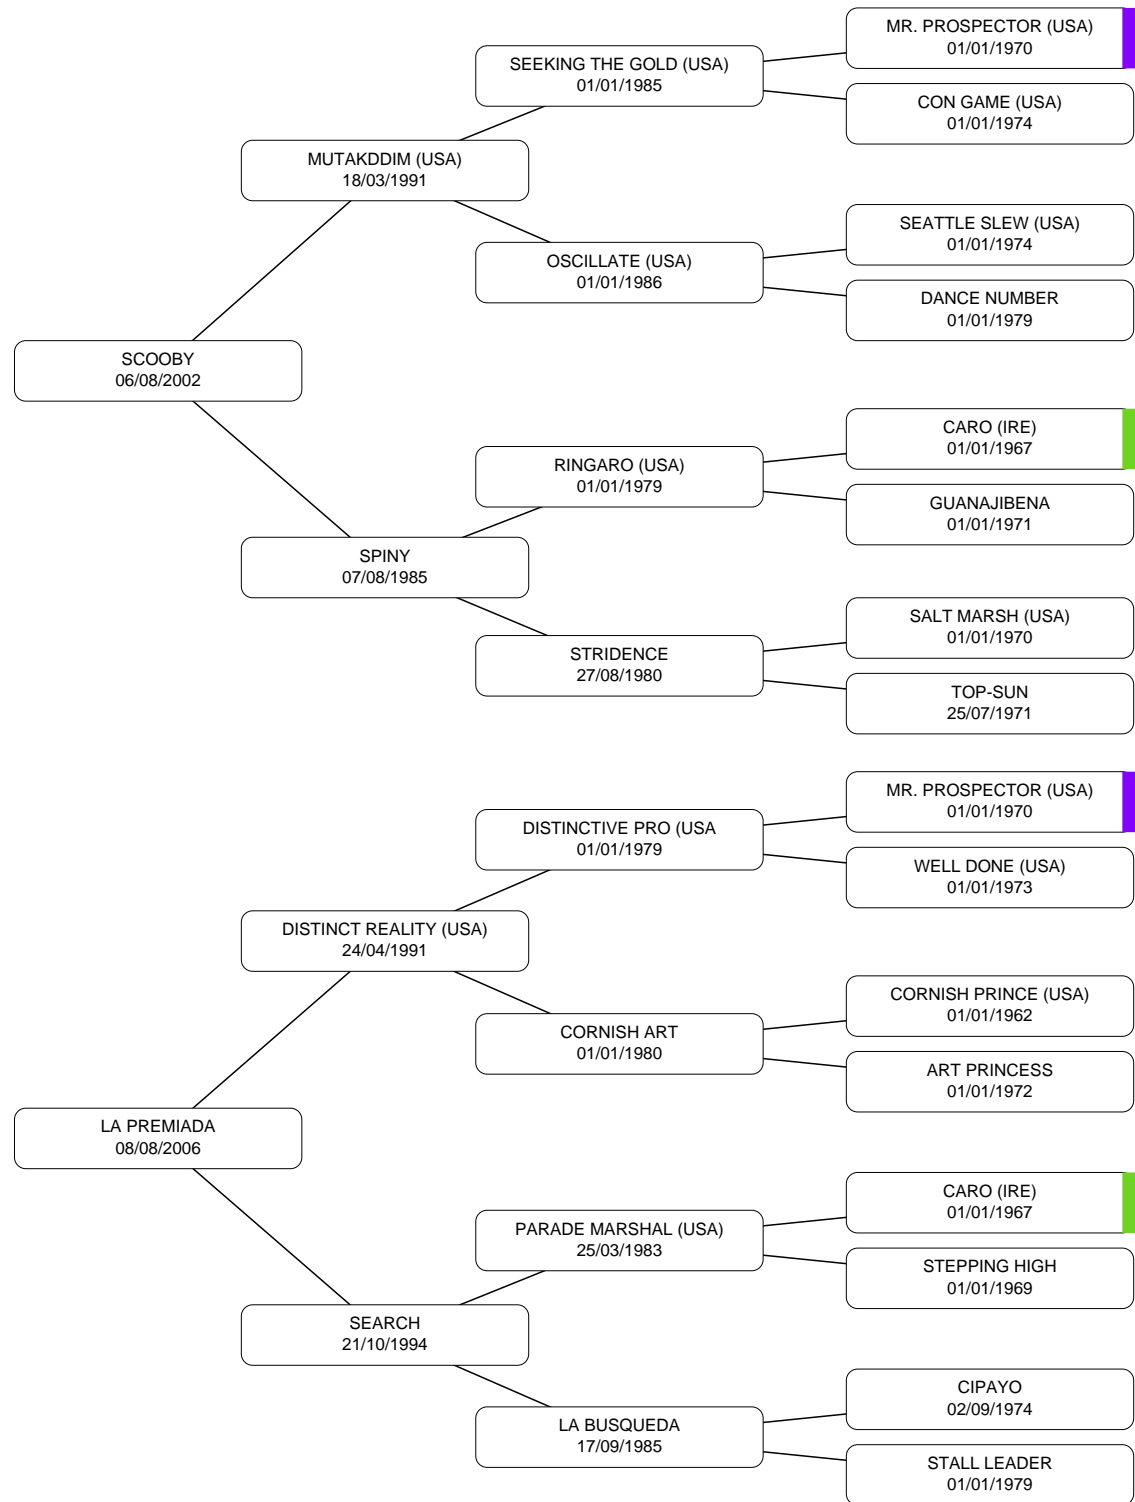 MR. PROSPECTOR (USA)
01/01/1970
SEEKING THE GOLD (USA)
01/01/1985
CON GAME (USA)
01/01/1974
MUTAKDDIM (USA)
18/03/1991
SEATTLE SLEW (USA)
01/01/1974
OSCILLATE (USA)
01/01/1986
DANCE NUMBER
01/01/1979
SCOOBY
06/08/2002
CARO (IRE)
01/01/1967
RINGARO (USA)
01/01/1979
GUANAJIBENA
01/01/1971
SPINY
07/08/1985
SALT MARSH (USA)
01/01/1970
STRIDENCE
27/08/1980
TOP-SUN
25/07/1971
MR. PROSPECTOR (USA)
01/01/1970
DISTINCTIVE PRO (USA
01/01/1979
WELL DONE (USA)
01/01/1973
DISTINCT REALITY (USA)
24/04/1991
CORNISH PRINCE (USA)
01/01/1962
CORNISH ART
01/01/1980
ART PRINCESS
01/01/1972
LA PREMIADA
08/08/2006
CARO (IRE)
01/01/1967
PARADE MARSHAL (USA)
25/03/1983
STEPPING HIGH
01/01/1969
SEARCH
21/10/1994
CIPAYO
02/09/1974
LA BUSQUEDA
17/09/1985
STALL LEADER
01/01/1979